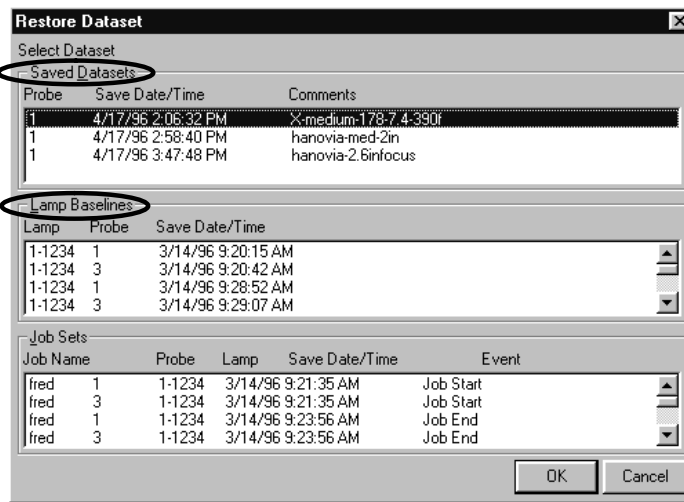 Restore Dataset
Select Dataset
Saved Datasets
Probe Save Date/Time Comments
1 4/17/96 2:06:32 PM X-medium-178-7.4-390f
1 4/17/96 2:58:40 PM hanovia-med-2in
1 4/17/96 3:47:48 PM hanovia-2.6infocus
Lamp Baselines
Lamp Probe Save Date/Time
1-1234 1 3/14/96 9:20:15 AM
1-1234 3 3/14/96 9:20:42 AM
1-1234 1 3/14/96 9:28:52 AM
1-1234 3 3/14/96 9:29:07 AM
Job Sets
Job Name Probe Lamp Save Date/Time Event
fred 1 1-1234 3/14/96 9:21:35 AM Job Start
fred 3 1-1234 3/14/96 9:21:35 AM Job Start
fred 1 1-1234 3/14/96 9:23:56 AM Job End
fred 3 1-1234 3/14/96 9:23:56 AM Job End
OK Cancel